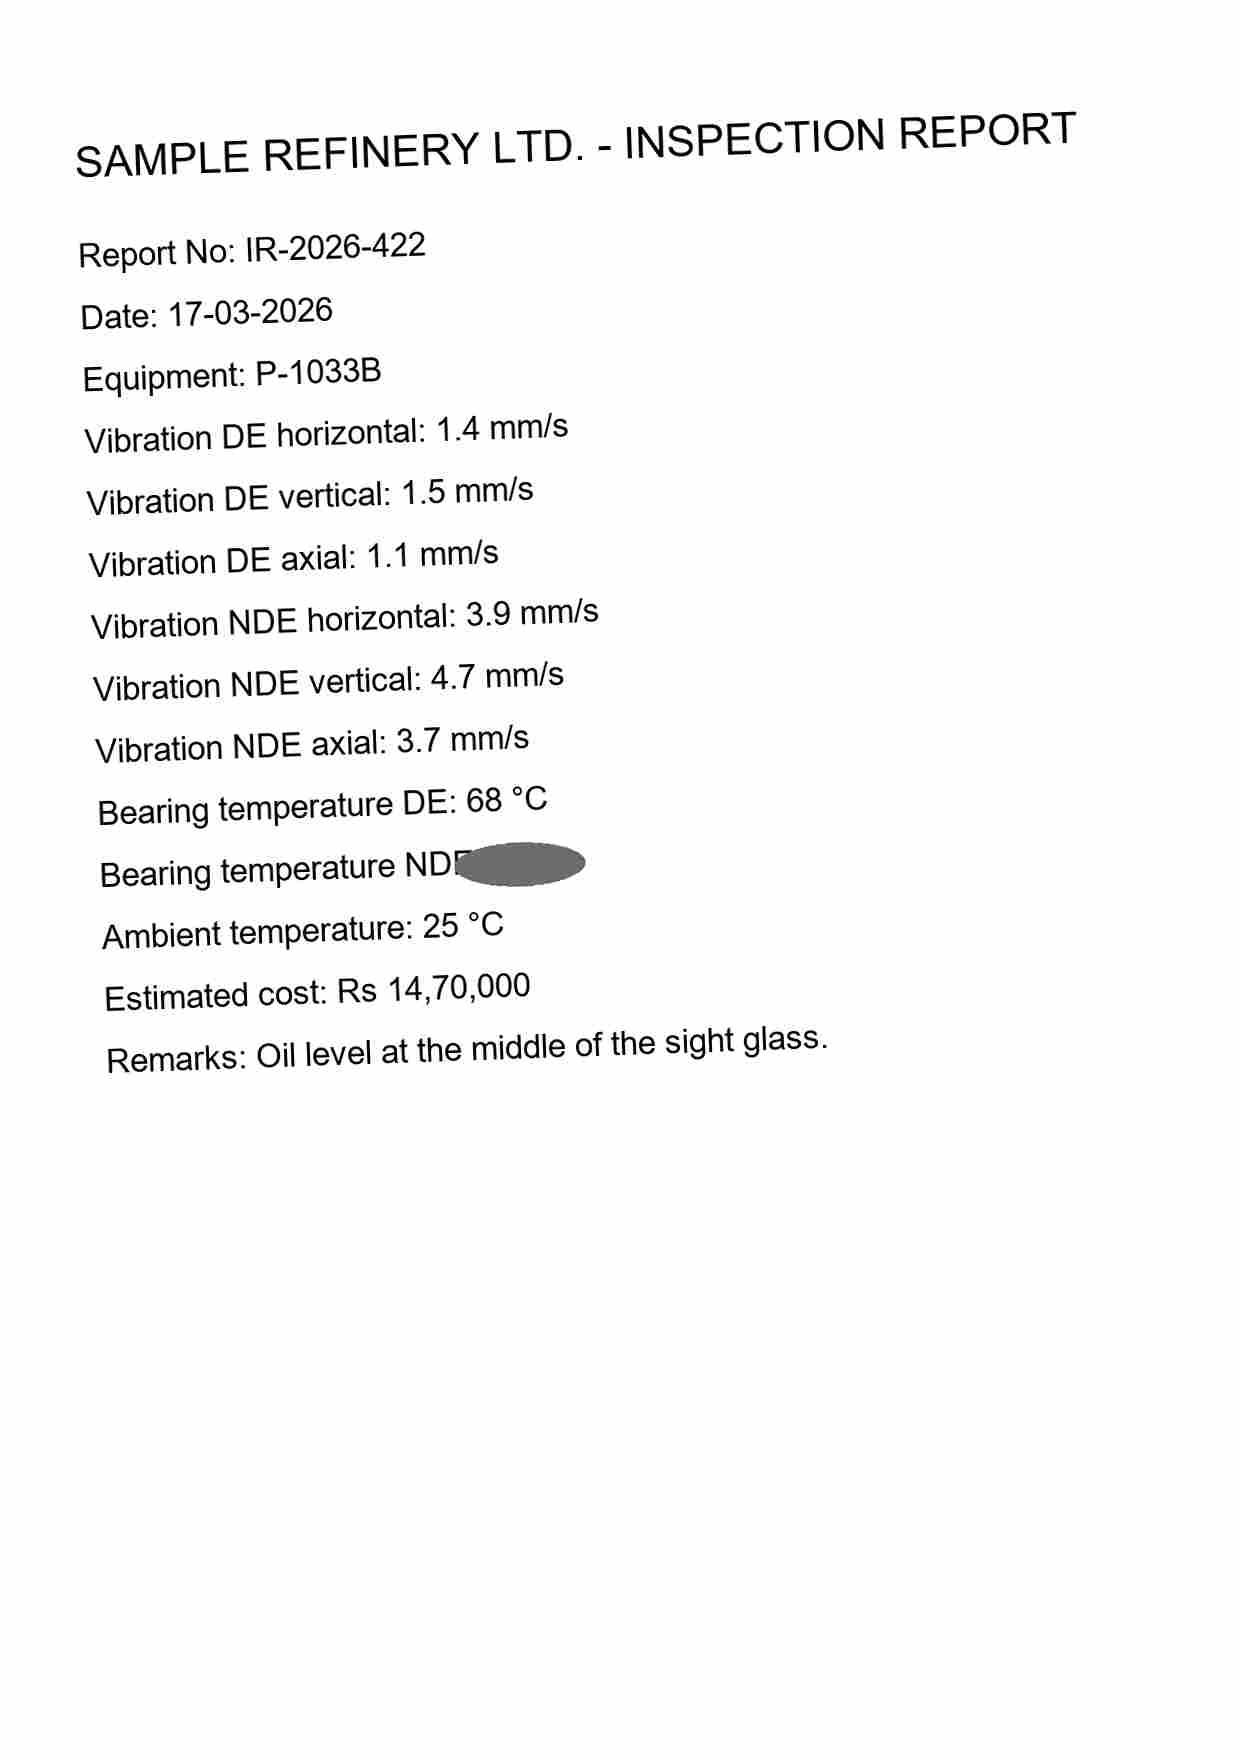 SAMPLE REFINERY LTD. - INSPECTION REPORT
Report No: IR-2026-422
Date: 17-03-2026
Equipment: P-1033B
Vibration DE horizontal: 1.4 mm/s
Vibration DE vertical: 1.5 mm/s
Vibration DE axial: 1.1 mm/s
Vibration NDE horizontal: 3.9 mm/s
Vibration NDE vertical: 4.7 mm/s
Vibration NDE axial: 3.7 mm/s
Bearing temperature DE: 68 °C
Bearing temperature
Ambient temperature: 25 °C
Estimated cost: Rs 14,70,000
Remarks: Oil level at the middle of the sight glass.